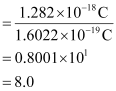 = 1.282×10⁻¹⁸ C / 1.6022×10⁻¹⁹ C
= 0.8001×10¹
= 8.0